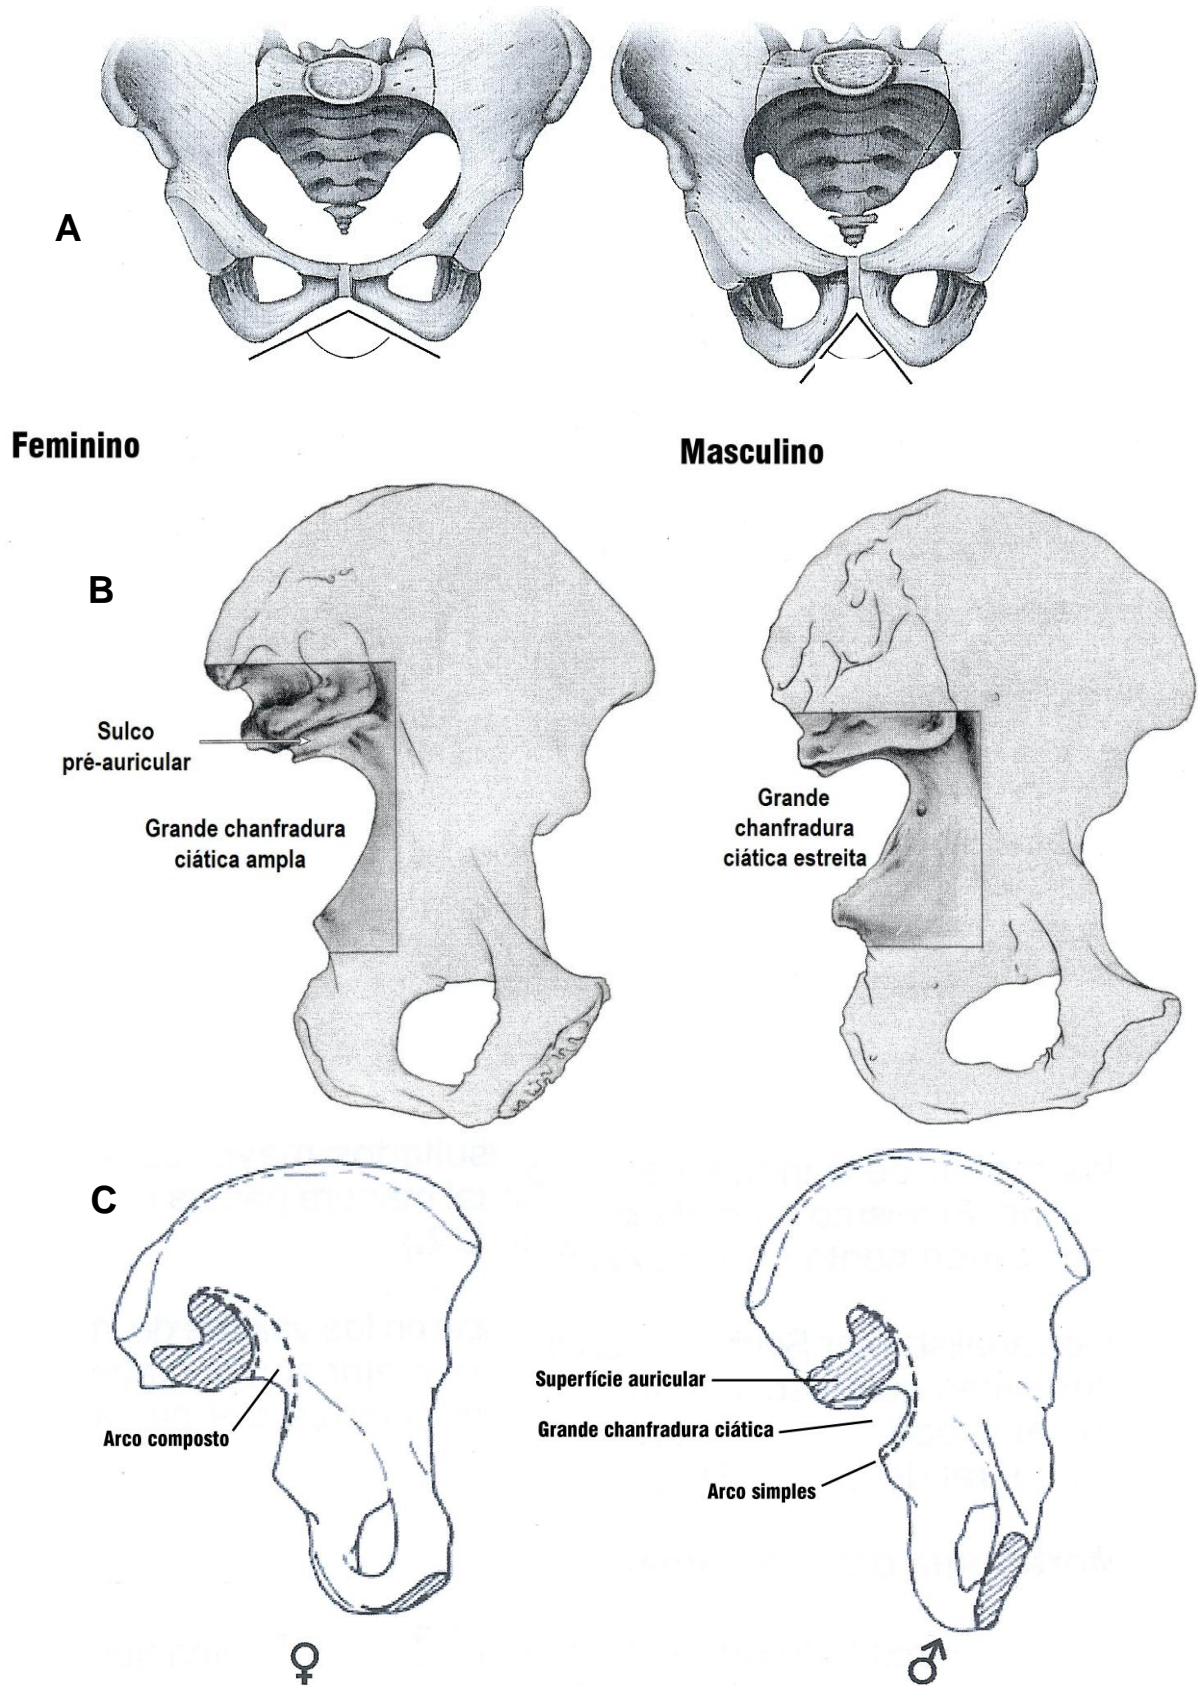 A
Feminino
Masculino
B
Sulco
pré-auricular
Grande chanfradura
ciática ampla
Grande
chanfradura
ciática estreita
C
Arco composto
Superfície auricular
Grande chanfradura ciática
Arco simples
♀
♂